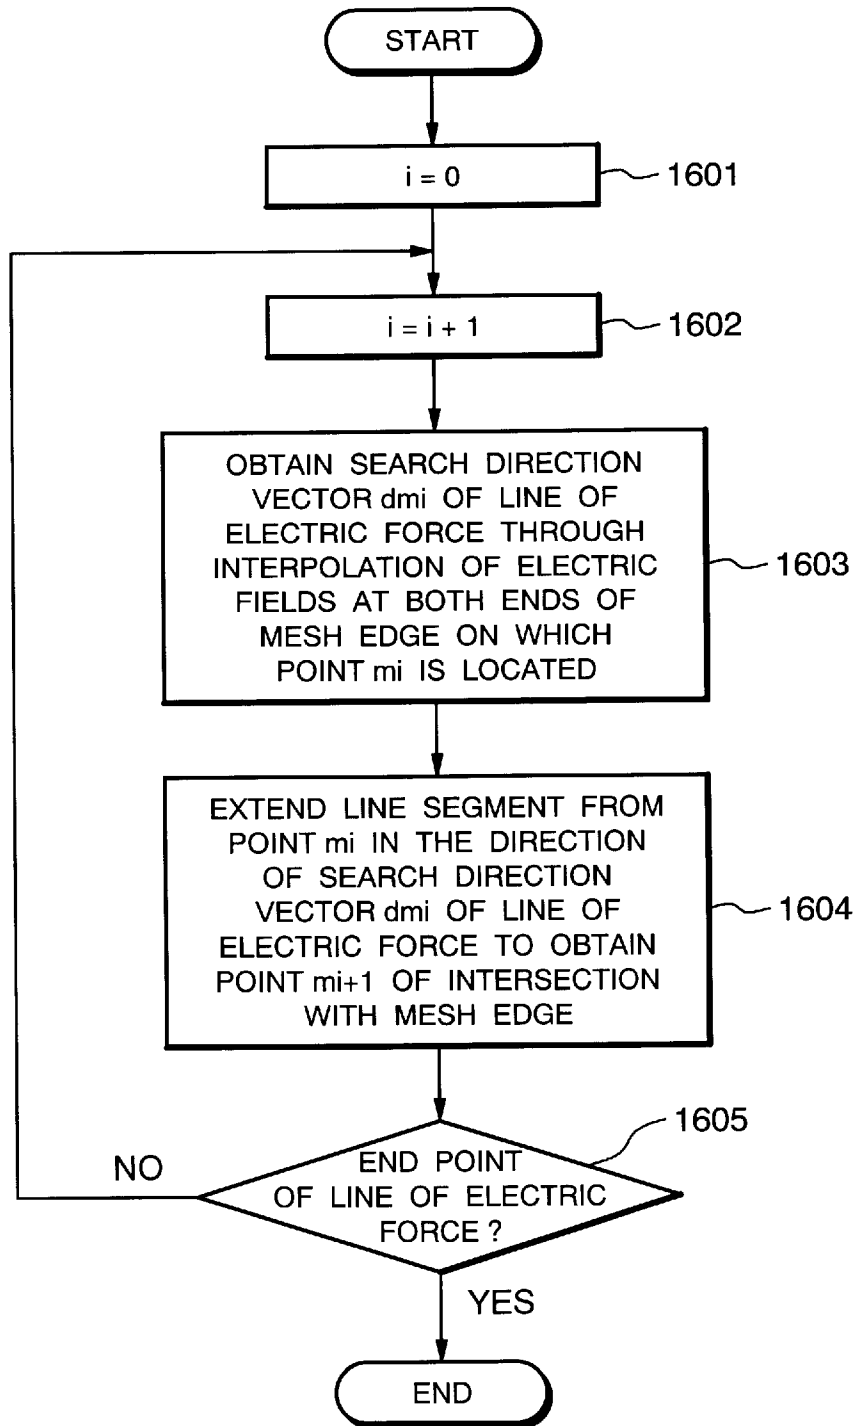 START
i = 0
1601
i = i + 1
1602
OBTAIN SEARCH DIRECTION
VECTOR dmi OF LINE OF
ELECTRIC FORCE THROUGH
INTERPOLATION OF ELECTRIC
FIELDS AT BOTH ENDS OF
MESH EDGE ON WHICH
POINT mi IS LOCATED
1603
EXTEND LINE SEGMENT FROM
POINT mi IN THE DIRECTION
OF SEARCH DIRECTION
VECTOR dmi OF LINE OF
ELECTRIC FORCE TO OBTAIN
POINT mi+1 OF INTERSECTION
WITH MESH EDGE
1604
1605
END POINT
OF LINE OF ELECTRIC
FORCE ?
NO
YES
END